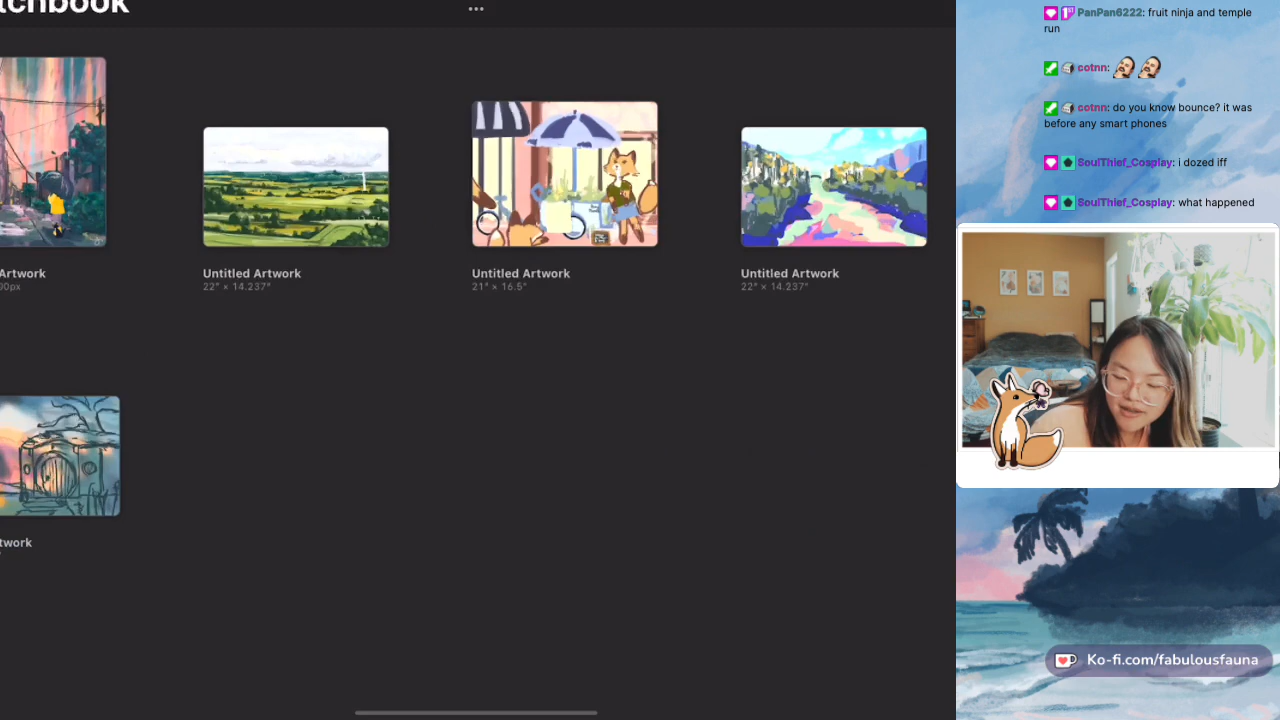 tchbook
Artwork
90px
Untitled Artwork
22" × 14.237"
Untitled Artwork
21" × 16.5"
Untitled Artwork
22" × 14.237"
twork
PanPan6222: fruit ninja and temple
run
cotnn:
cotnn: do you know bounce? it was
before any smart phones
SoulThief_Cosplay: i dozed iff
SoulThief_Cosplay: what happened
Ko-fi.com/fabulousfauna